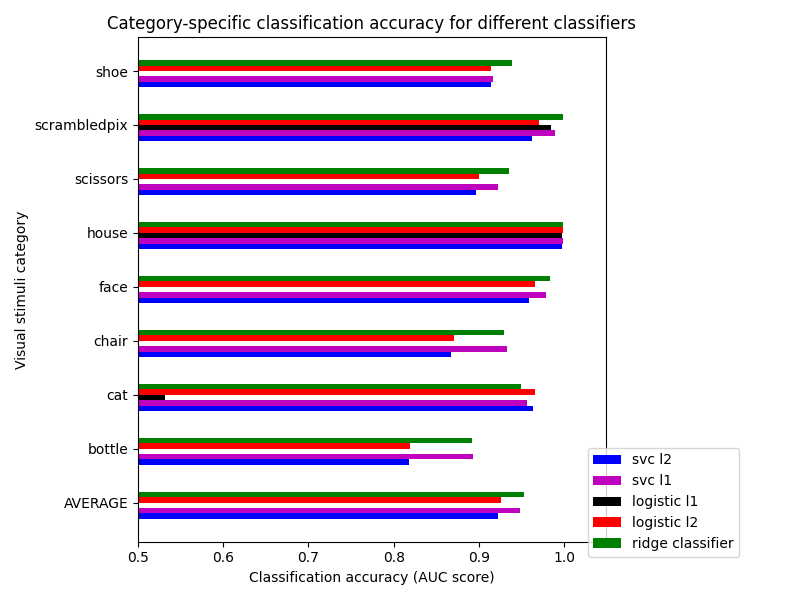 Category-specific classification accuracy for different classifiers
Visual stimuli category
shoe
scrambledpix
scissors
house
face
chair
cat
bottle
AVERAGE
0.5 0.6 0.7 0.8 0.9 1.0
Classification accuracy (AUC score)
svc l2
svc l1
logistic l1
logistic l2
ridge classifier